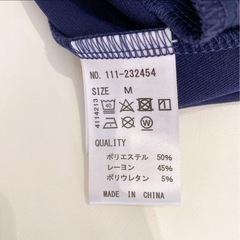 NO. 111-232454
SIZE M
4114213
QUALITY
ポリエステル 50%
レーヨン 45%
ポリウレタン 5%
MADE IN CHINA